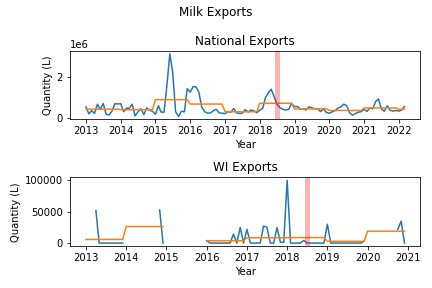 Milk Exports
National Exports
1e6
Quantity (L)
2
0
2013 2014 2015 2016 2017 2018 2019 2020 2021 2022
Year
WI Exports
Quantity (L)
100000
50000
0
2013 2014 2015 2016 2017 2018 2019 2020 2021
Year